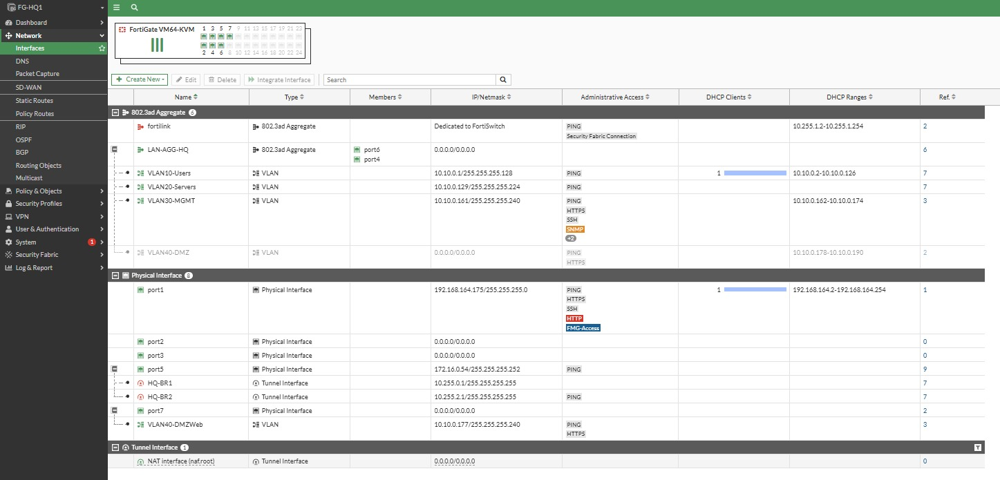 FG-HQ1
Dashboard
Network
Interfaces
DNS
Packet Capture
SD-WAN
Static Routes
Policy Routes
RIP
OSPF
BGP
Routing Objects
Multicast
Policy & Objects
Security Profiles
VPN
User & Authentication
System 1
Security Fabric
Log & Report
FortiGate VM64-KVM
1 3 5 7 9 11 13 15 17 19 21 23
2 4 6 8 10 12 14 16 18 20 22 24
Create New Edit Delete Integrate Interface Search
Name Type Members IP/Netmask Administrative Access DHCP Clients DHCP Ranges Ref.
802.3ad Aggregate 6
fortilink 802.3ad Aggregate Dedicated to FortiSwitch PING 10.255.1.2-10.255.1.254 2
Security Fabric Connection
LAN-AGG-HQ 802.3ad Aggregate port6 0.0.0.0/0.0.0.0 6
port4
VLAN10-Users VLAN 10.10.0.1/255.255.255.128 PING 1 10.10.0.2-10.10.0.126 7
VLAN20-Servers VLAN 10.10.0.129/255.255.255.224 PING 7
VLAN30-MGMT VLAN 10.10.0.161/255.255.255.240 PING 10.10.0.162-10.10.0.174 3
HTTPS
SSH
SNMP
+2
VLAN40-DMZ VLAN 0.0.0.0/0.0.0.0 PING 10.10.0.178-10.10.0.190 2
HTTPS
Physical Interface 8
port1 Physical Interface 192.168.164.175/255.255.255.0 PING 1 192.168.164.2-192.168.164.254 1
HTTPS
SSH
HTTP
FMG-Access
port2 Physical Interface 0.0.0.0/0.0.0.0 0
port3 Physical Interface 0.0.0.0/0.0.0.0 0
port5 Physical Interface 172.16.0.54/255.255.255.252 PING 9
HQ-BR1 Tunnel Interface 10.255.0.1/255.255.255.255 7
HQ-BR2 Tunnel Interface 10.255.2.1/255.255.255.255 PING 7
port7 Physical Interface 0.0.0.0/0.0.0.0 2
VLAN40-DMZWeb VLAN 10.10.0.177/255.255.255.240 PING 3
HTTPS
Tunnel Interface 1
NAT interface (naf.root) Tunnel Interface 0.0.0.0/0.0.0.0 0